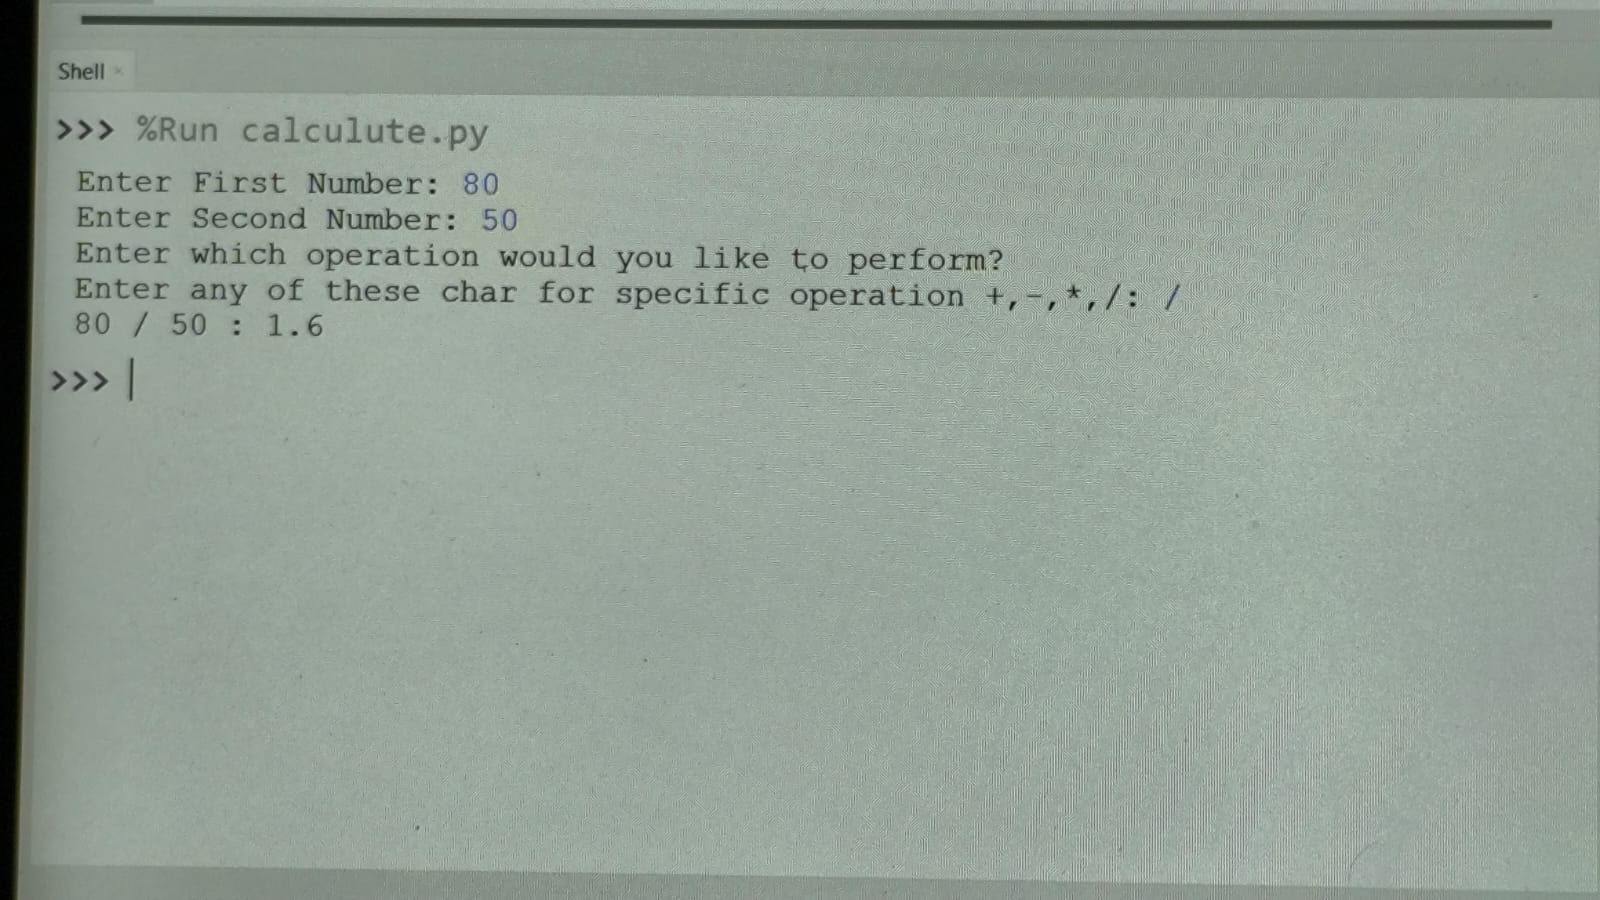 Shell ×
>>> %Run calculute.py
Enter First Number: 80
Enter Second Number: 50
Enter which operation would you like to perform?
Enter any of these char for specific operation +,-,*,/: /
80 / 50 : 1.6
>>>